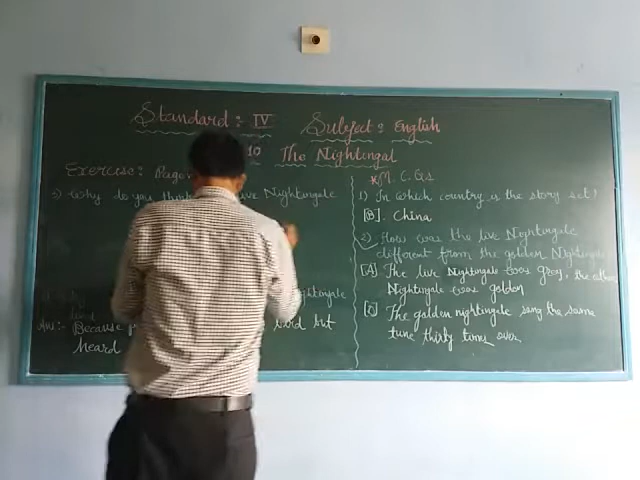 Standard: IV
Subject: English
10 The Nightingal
Exercise: Page:
M.C.Q.S
Why do you think live Nightingale
1) In which country is the story set?
[B]. China
2) How was the live Nightingale
different from the golden Nightingale
[A] The live Nightingale was grey, the other
Nightingale was golden
The golden nightingale sang the same
tune thirty times over
Nightingale
Ans:- Because bird but
Heard